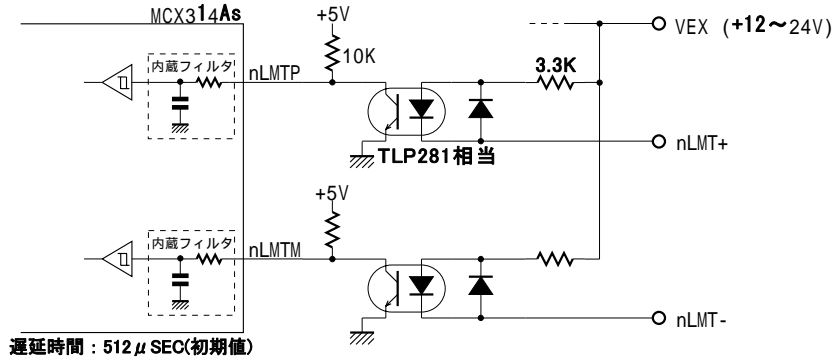 MCX314As
+5V
VEX (+12～24V)
内蔵フィルタ
nLMTP
10K
3.3K
nLMT+
TLP281相当
+5V
内蔵フィルタ
nLMTM
nLMT-
遅延時間：512μSEC(初期値)